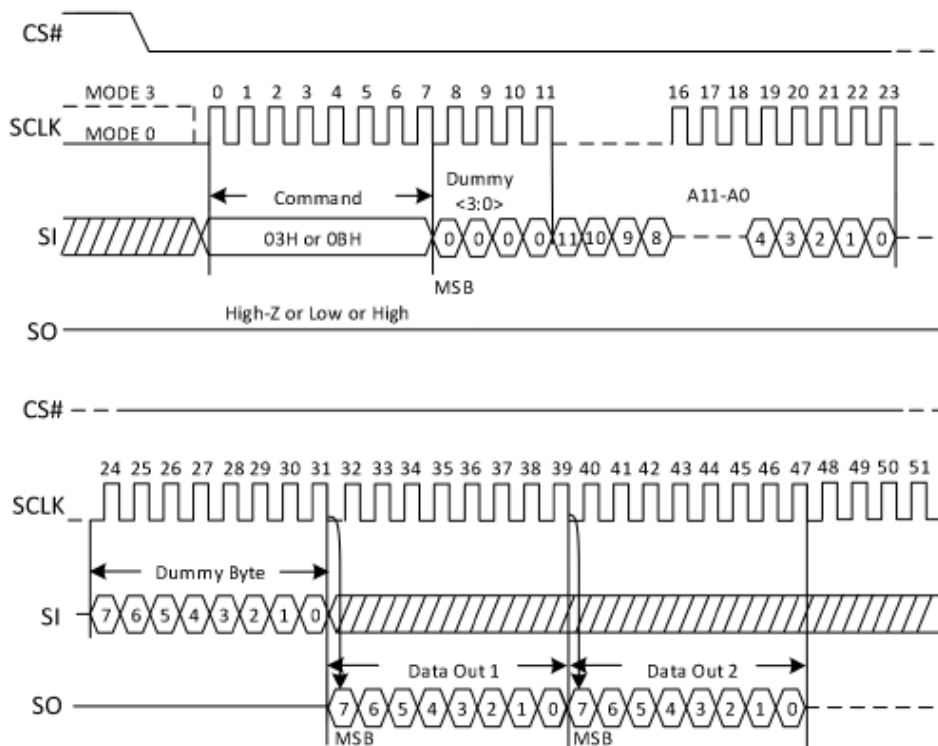 CS#
MODE 3
0 1 2 3 4 5 6 7 8 9 10 11 16 17 18 19 20 21 22 23
SCLK
MODE 0
Dummy
<3:0>
Command
A11-A0
SI
03H or 0BH
0 0 0 0 11 10 9 8 4 3 2 1 0
MSB
High-Z or Low or High
SO
CS#
24 25 26 27 28 29 30 31 32 33 34 35 36 37 38 39 40 41 42 43 44 45 46 47 48 49 50 51
SCLK
Dummy Byte
SI
7 6 5 4 3 2 1 0
Data Out 1 Data Out 2
SO
7 6 5 4 3 2 1 0 7 6 5 4 3 2 1 0
MSB MSB